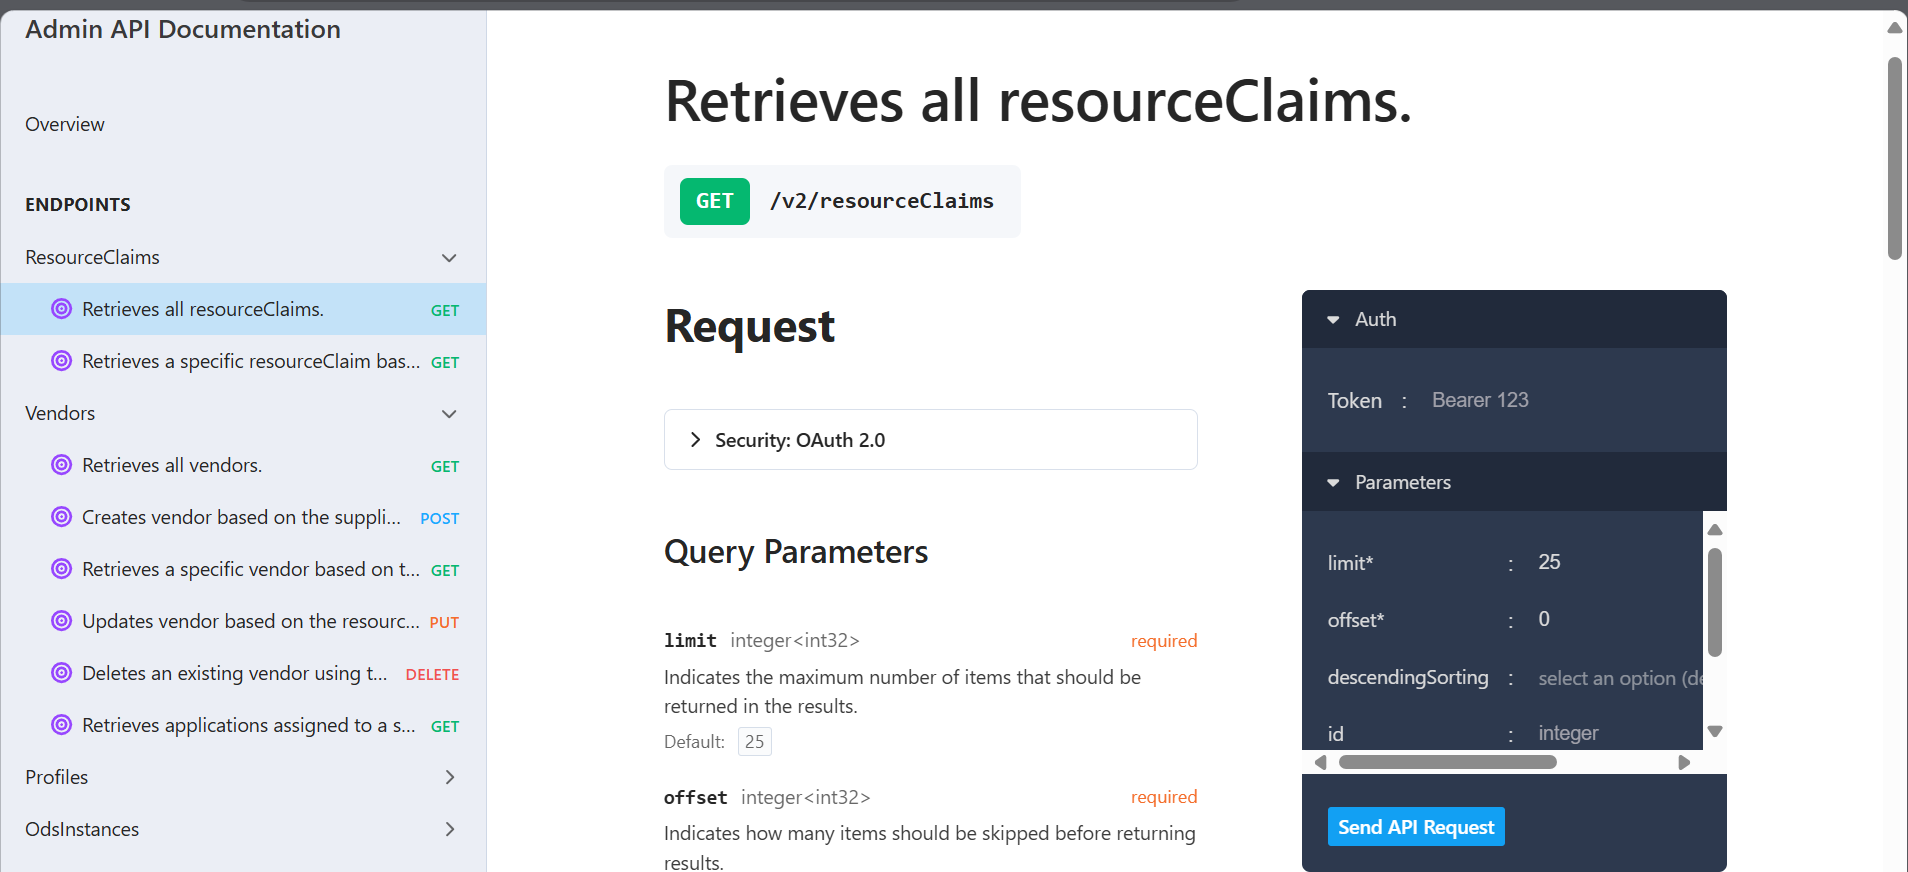 Admin API Documentation
Overview
ENDPOINTS
ResourceClaims
Retrieves all resourceClaims. GET
Retrieves a specific resourceClaim bas... GET
Vendors
Retrieves all vendors. GET
Creates vendor based on the suppli... POST
Retrieves a specific vendor based on t... GET
Updates vendor based on the resourc... PUT
Deletes an existing vendor using t... DELETE
Retrieves applications assigned to a s... GET
Profiles
OdsInstances
Retrieves all resourceClaims.
GET /v2/resourceClaims
Request
Security: OAuth 2.0
Query Parameters
limit integer<int32> required
Indicates the maximum number of items that should be
returned in the results.
Default: 25
offset integer<int32> required
Indicates how many items should be skipped before returning
results.
Auth
Token : Bearer 123
Parameters
limit* : 25
offset* : 0
descendingSorting : select an option (de
id : integer
Send API Request